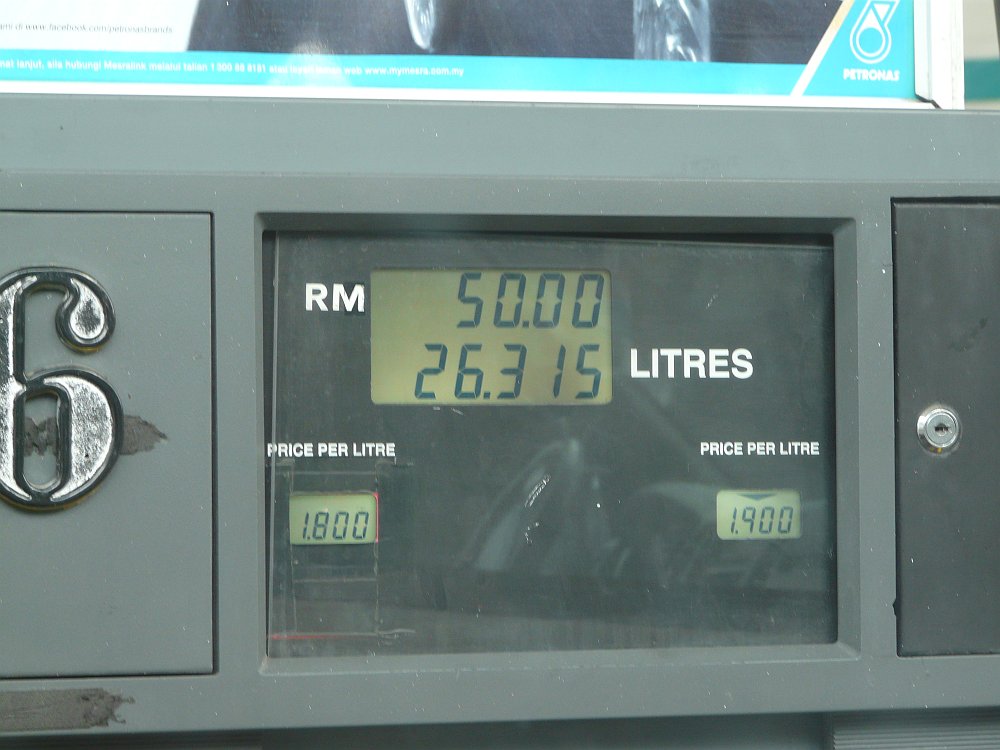 di www.facebook.com/petronasbrands
lanjut, sila hubungi Mesralink melalui talian 1 300 88 8181 atau layari laman web www.mymesra.com.my
PETRONAS
6
RM 50.00
26.315 LITRES
PRICE PER LITRE PRICE PER LITRE
1.800 1.900